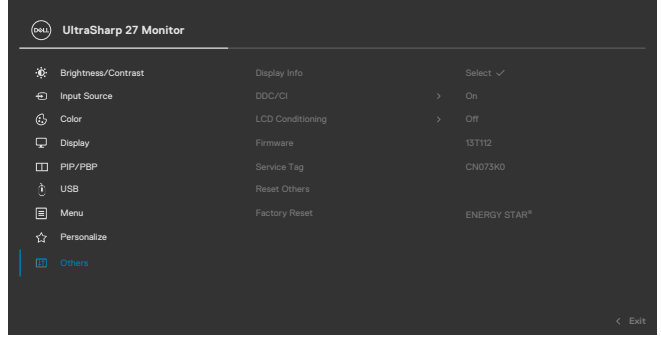 DELL UltraSharp 27 Monitor
Brightness/Contrast Display Info Select ✓
Input Source DDC/CI > On
Color LCD Conditioning > Off
Display Firmware 13T112
PIP/PBP Service Tag CN073K0
USB Reset Others
Menu Factory Reset ENERGY STAR®
Personalize
Others
< Exit